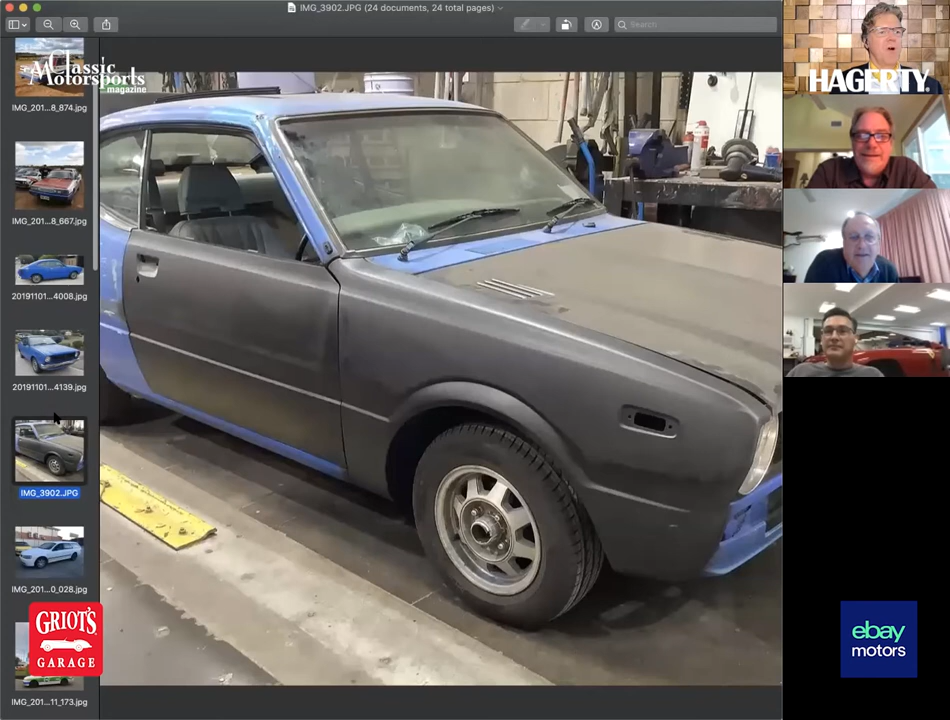 IMG_3902.JPG (24 documents, 24 total pages)
Search
Classic
Motorsports
magazine
IMG_201...8_874.jpg
IMG_201...8_667.jpg
20191101...4008.jpg
20191101...4139.jpg
IMG_3902.JPG
IMG_201...0_028.jpg
IMG_201...11_173.jpg
GRIOT'S
GARAGE
HAGERTY.
ebay
motors